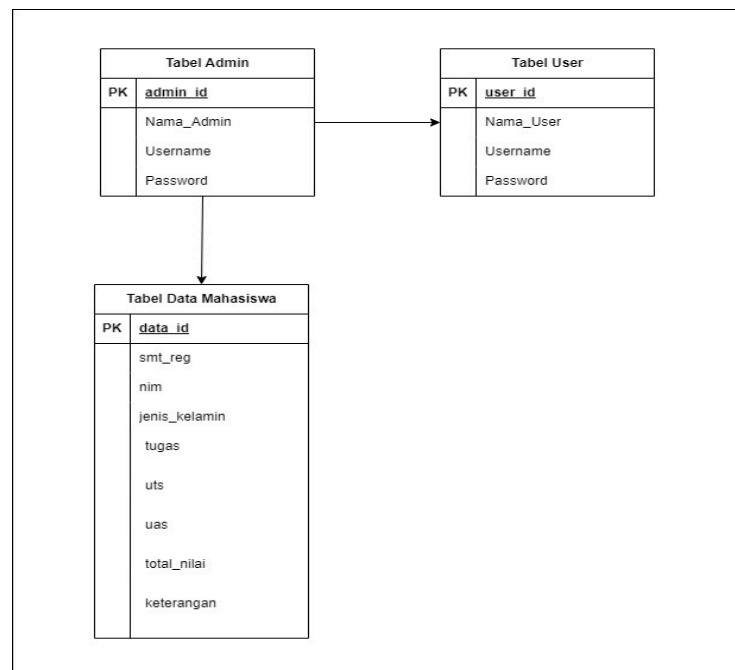 Tabel Admin
PK admin_id
Nama_Admin
Username
Password
Tabel User
PK user_id
Nama_User
Username
Password
Tabel Data Mahasiswa
PK data_id
smt_reg
nim
jenis_kelamin
tugas
uts
uas
total_nilai
keterangan